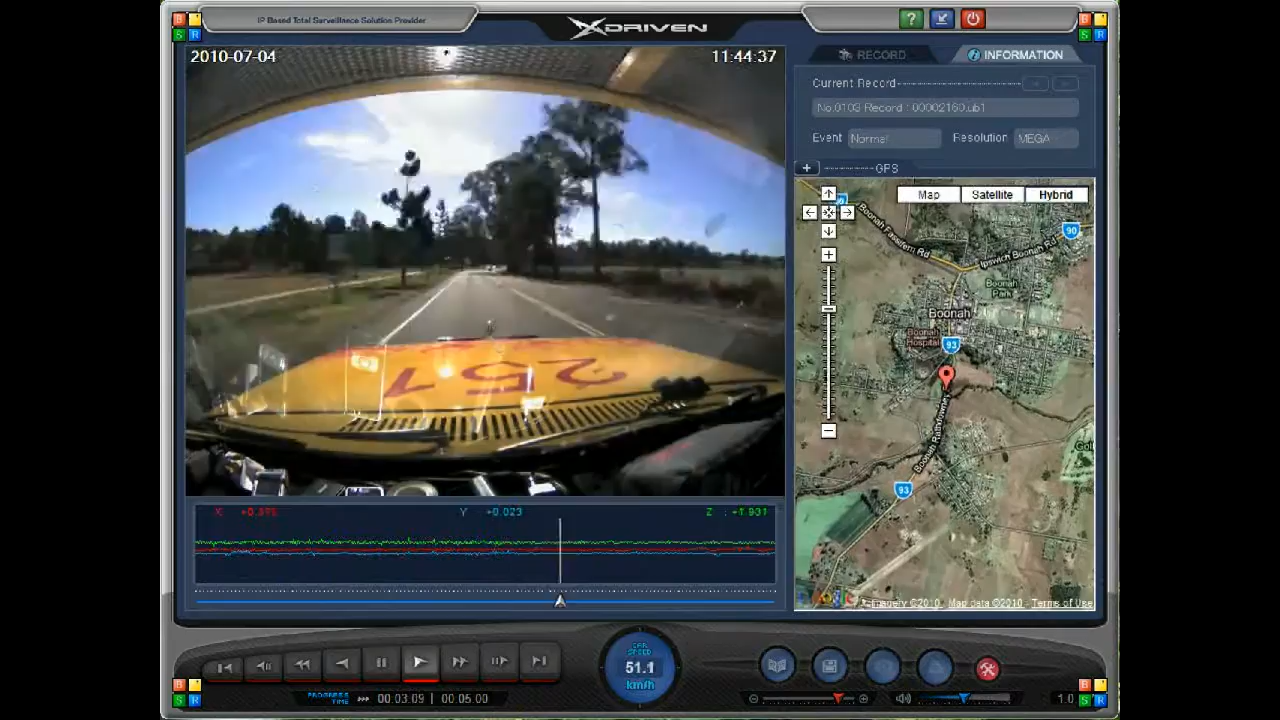 IP Based Total Surveillance Solution Provider
XDRIVEN
?
B
S R
B
S R
2010-07-04
11:44:37
RECORD
INFORMATION
Current Record
No.0103 Record : 00002160.ub1
Event Normal
Resolution MEGA
GPS
Map
Satellite
Hybrid
90
Boonah Fassifern Rd
Ipswich Boonah Rd
Boonah Park
Boonah
Boonah Hospital
93
Boonah Rathdowney
93
Imagery ©2010 , Map data ©2010 - Terms of Use
251
X
Y +0.023
Z
CAR SPEED
51.1
km/h
PROGRESS TIME
00:03:09 | 00:05:00
1.0
B
S R
B
S R